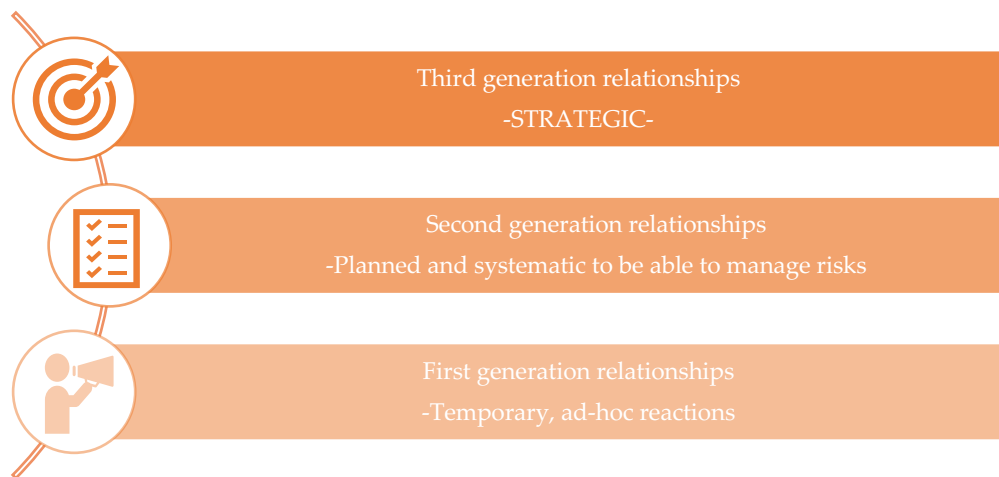 Third generation relationships
-STRATEGIC-
Second generation relationships
-Planned and systematic to be able to manage risks
First generation relationships
-Temporary, ad-hoc reactions